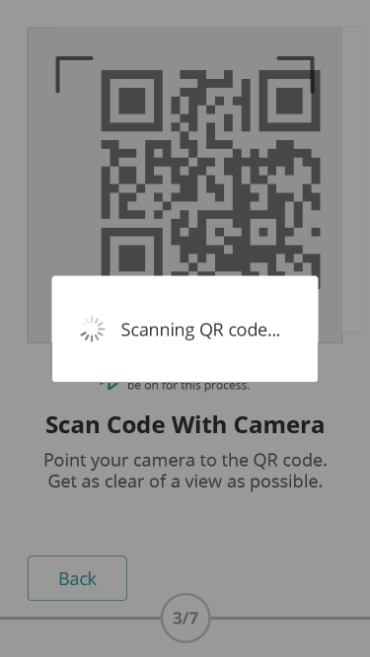 Scanning QR code...
be on for this process.
Scan Code With Camera
Point your camera to the QR code.
Get as clear of a view as possible.
Back
3/7